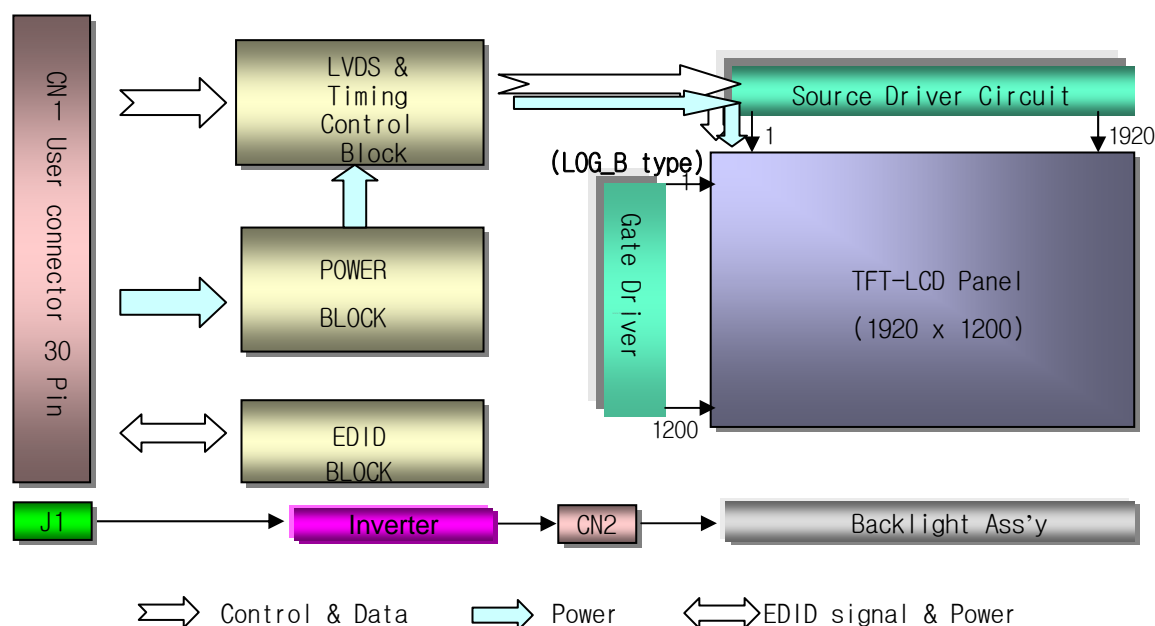 CN-1 User connector 30 Pin
LVDS &
Timing
Control
Block
Source Driver Circuit
1
1920
(LOG_B type)
1
Gate Driver
1200
POWER
BLOCK
TFT-LCD Panel
(1920 x 1200)
EDID
BLOCK
J1
Inverter
CN2
Backlight Ass’y
Control & Data
Power
EDID signal & Power